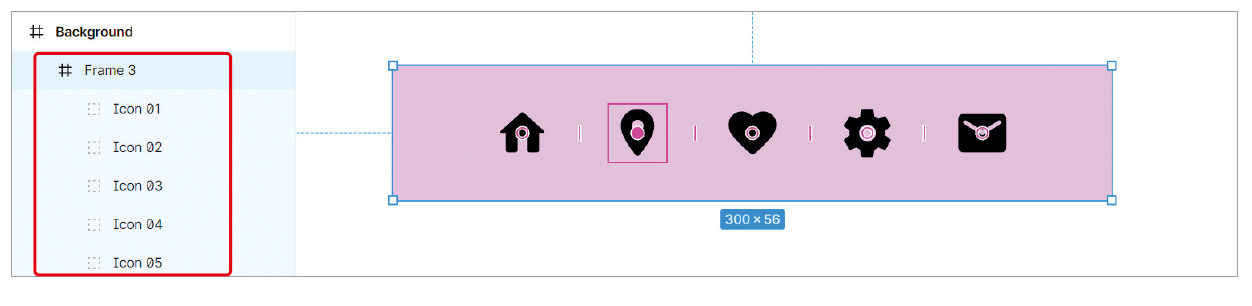 Background
Frame 3
Icon 01
Icon 02
Icon 03
Icon 04
Icon 05
300 × 56